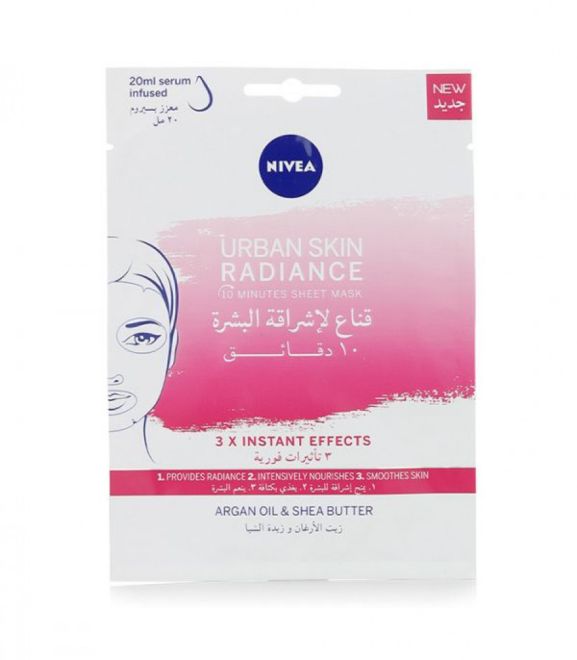 20ml serum
infused
معزز بسيروم
٢٠ مل
NEW
جديد
NIVEA
URBAN SKIN
RADIANCE
10 MINUTES SHEET MASK
قناع لإشراقة البشرة
١٠ دقـــائـــق
3 X INSTANT EFFECTS
٣ تأثيرات فورية
1. PROVIDES RADIANCE 2. INTENSIVELY NOURISHES 3. SMOOTHES SKIN
١. يمنح إشراقة للبشرة ٢. يغذي بكثافة ٣. ينعم البشرة
ARGAN OIL & SHEA BUTTER
زيت الأرغان و زبدة الشيا